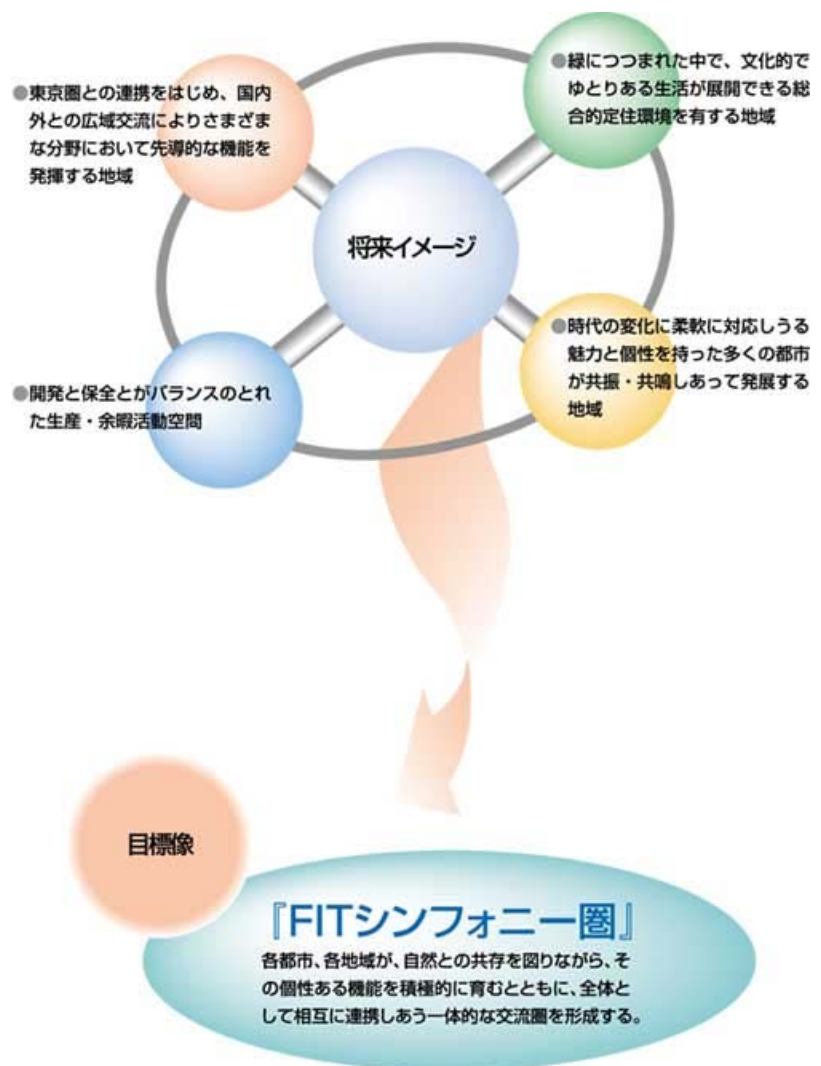 ●東京圏との連携をはじめ、国内
外との広域交流によりさまざま
な分野において先導的な機能を
発揮する地域
●緑につつまれた中で、文化的で
ゆとりある生活が展開できる総
合的定住環境を有する地域
将来イメージ
●開発と保全とがバランスのとれ
た生産・余暇活動空間
●時代の変化に柔軟に対応しうる
魅力と個性を持った多くの都市
が共振・共鳴しあって発展する
地域
目標像
『FITシンフォニー圏』
各都市、各地域が、自然との共存を図りながら、そ
の個性ある機能を積極的に育むとともに、全体と
して相互に連携しあう一体的な交流圏を形成する。